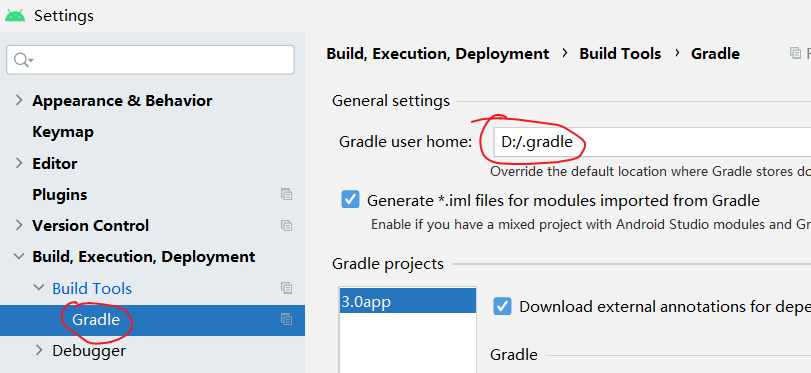 Settings
Appearance & Behavior
Keymap
Editor
Plugins
Version Control
Build, Execution, Deployment
Build Tools
Gradle
Debugger
Build, Execution, Deployment › Build Tools › Gradle
General settings
Gradle user home: D:/.gradle
Override the default location where Gradle stores do
Generate *.iml files for modules imported from Gradle
Enable if you have a mixed project with Android Studio modules and Gr
Gradle projects
3.0app
Download external annotations for depe
Gradle